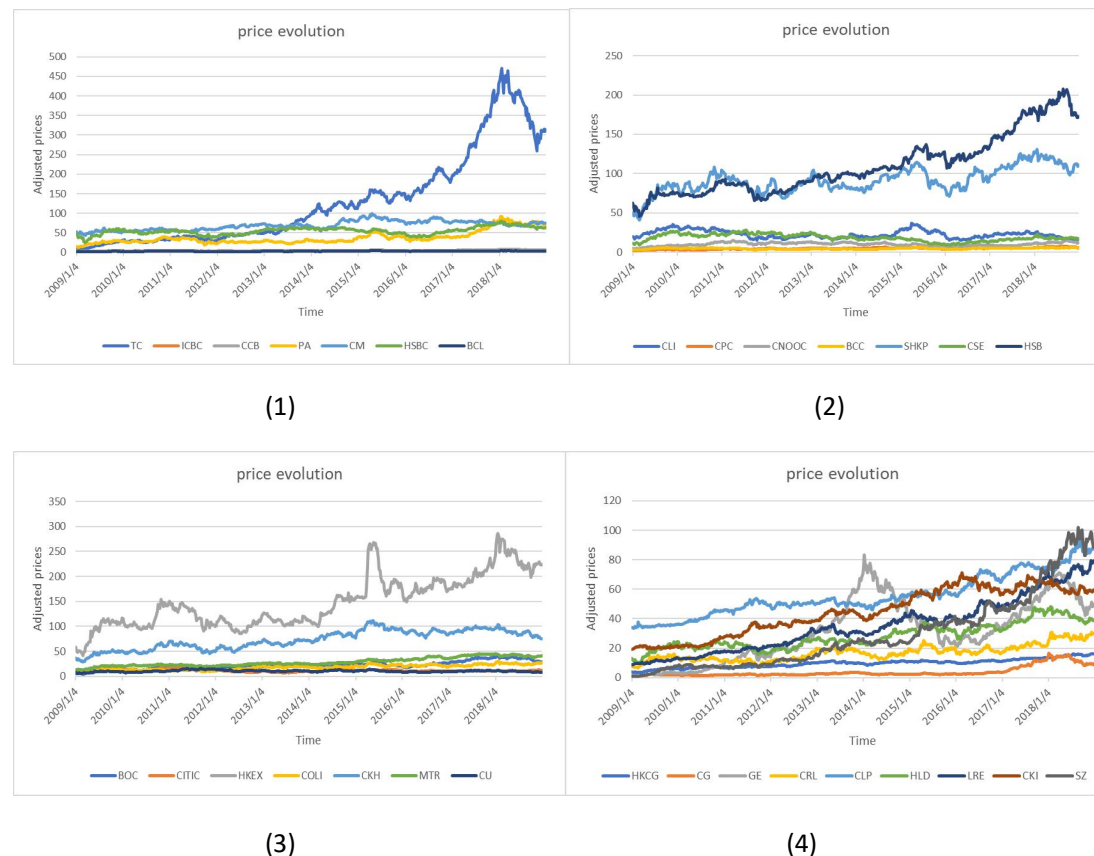 price evolution
500
450
400
350
300
250
200
150
100
50
0
Adjusted prices
2009/1/4 2010/1/4 2011/1/4 2012/1/4 2013/1/4 2014/1/4 2015/1/4 2016/1/4 2017/1/4 2018/1/4
Time
TC ICBC CCB PA CM HSBC BCL
(1)
price evolution
250
200
150
100
50
0
Adjusted prices
2009/1/4 2010/1/4 2011/1/4 2012/1/4 2013/1/4 2014/1/4 2015/1/4 2016/1/4 2017/1/4 2018/1/4
Time
CLI CPC CNOOC BCC SHKP CSE HSB
(2)
price evolution
350
300
250
200
150
100
50
0
Adjusted prices
2009/1/4 2010/1/4 2011/1/4 2012/1/4 2013/1/4 2014/1/4 2015/1/4 2016/1/4 2017/1/4 2018/1/4
Time
BOC CITIC HKEX COLI CKH MTR CU
(3)
price evolution
120
100
80
60
40
20
0
Adjusted prices
2009/1/4 2010/1/4 2011/1/4 2012/1/4 2013/1/4 2014/1/4 2015/1/4 2016/1/4 2017/1/4 2018/1/4
Time
HKCG CG GE CRL CLP HLD LRE CKI SZ
(4)